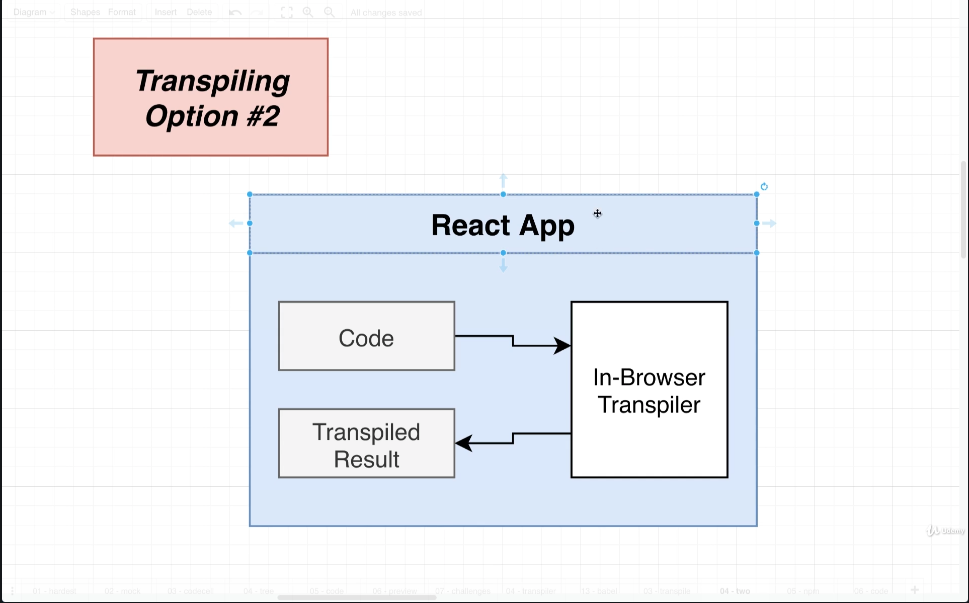 Diagram
Shapes
Format
Insert
Delete
All changes saved
Transpiling
Option #2
React App
Code
In-Browser
Transpiler
Transpiled
Result
Udemy
04 - two